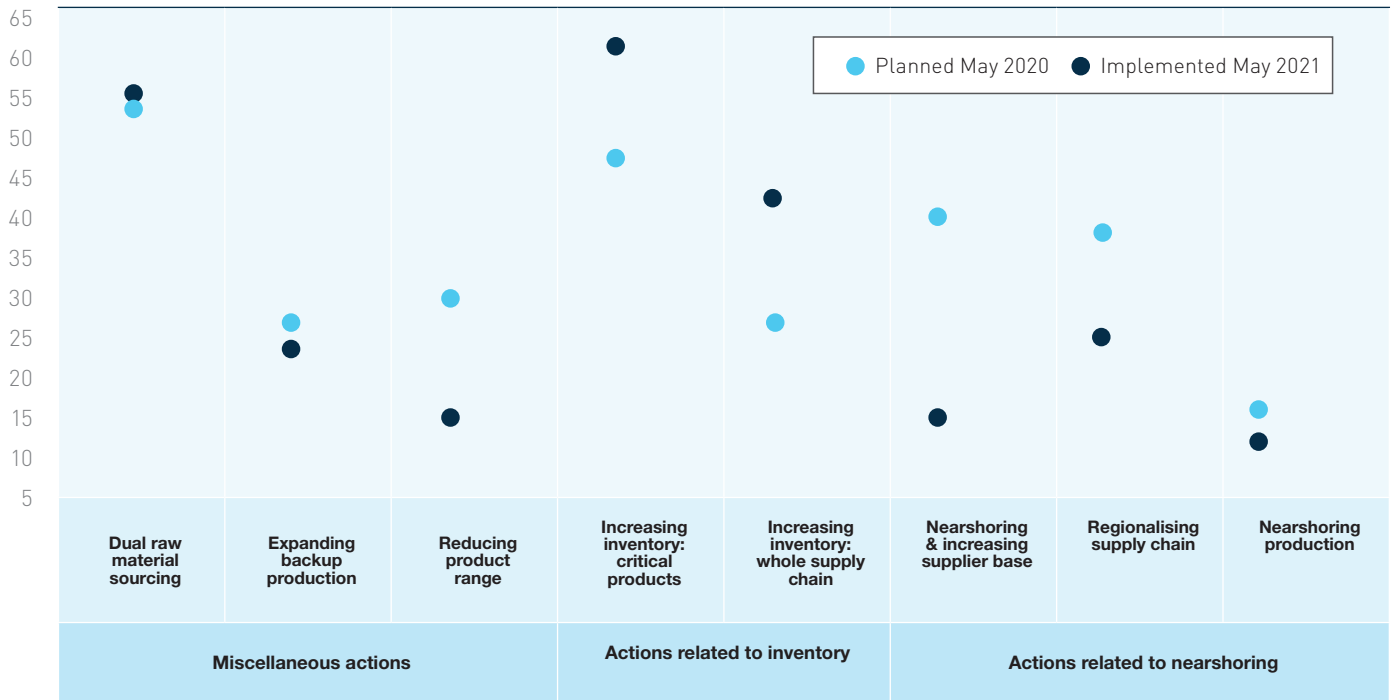 65
60
55
50
45
40
35
30
25
20
15
10
5
Planned May 2020
Implemented May 2021
Dual raw
material
sourcing
Expanding
backup
production
Reducing
product
range
Increasing
inventory:
critical
products
Increasing
inventory:
whole supply
chain
Nearshoring
& increasing
supplier base
Regionalising
supply chain
Nearshoring
production
Miscellaneous actions
Actions related to inventory
Actions related to nearshoring